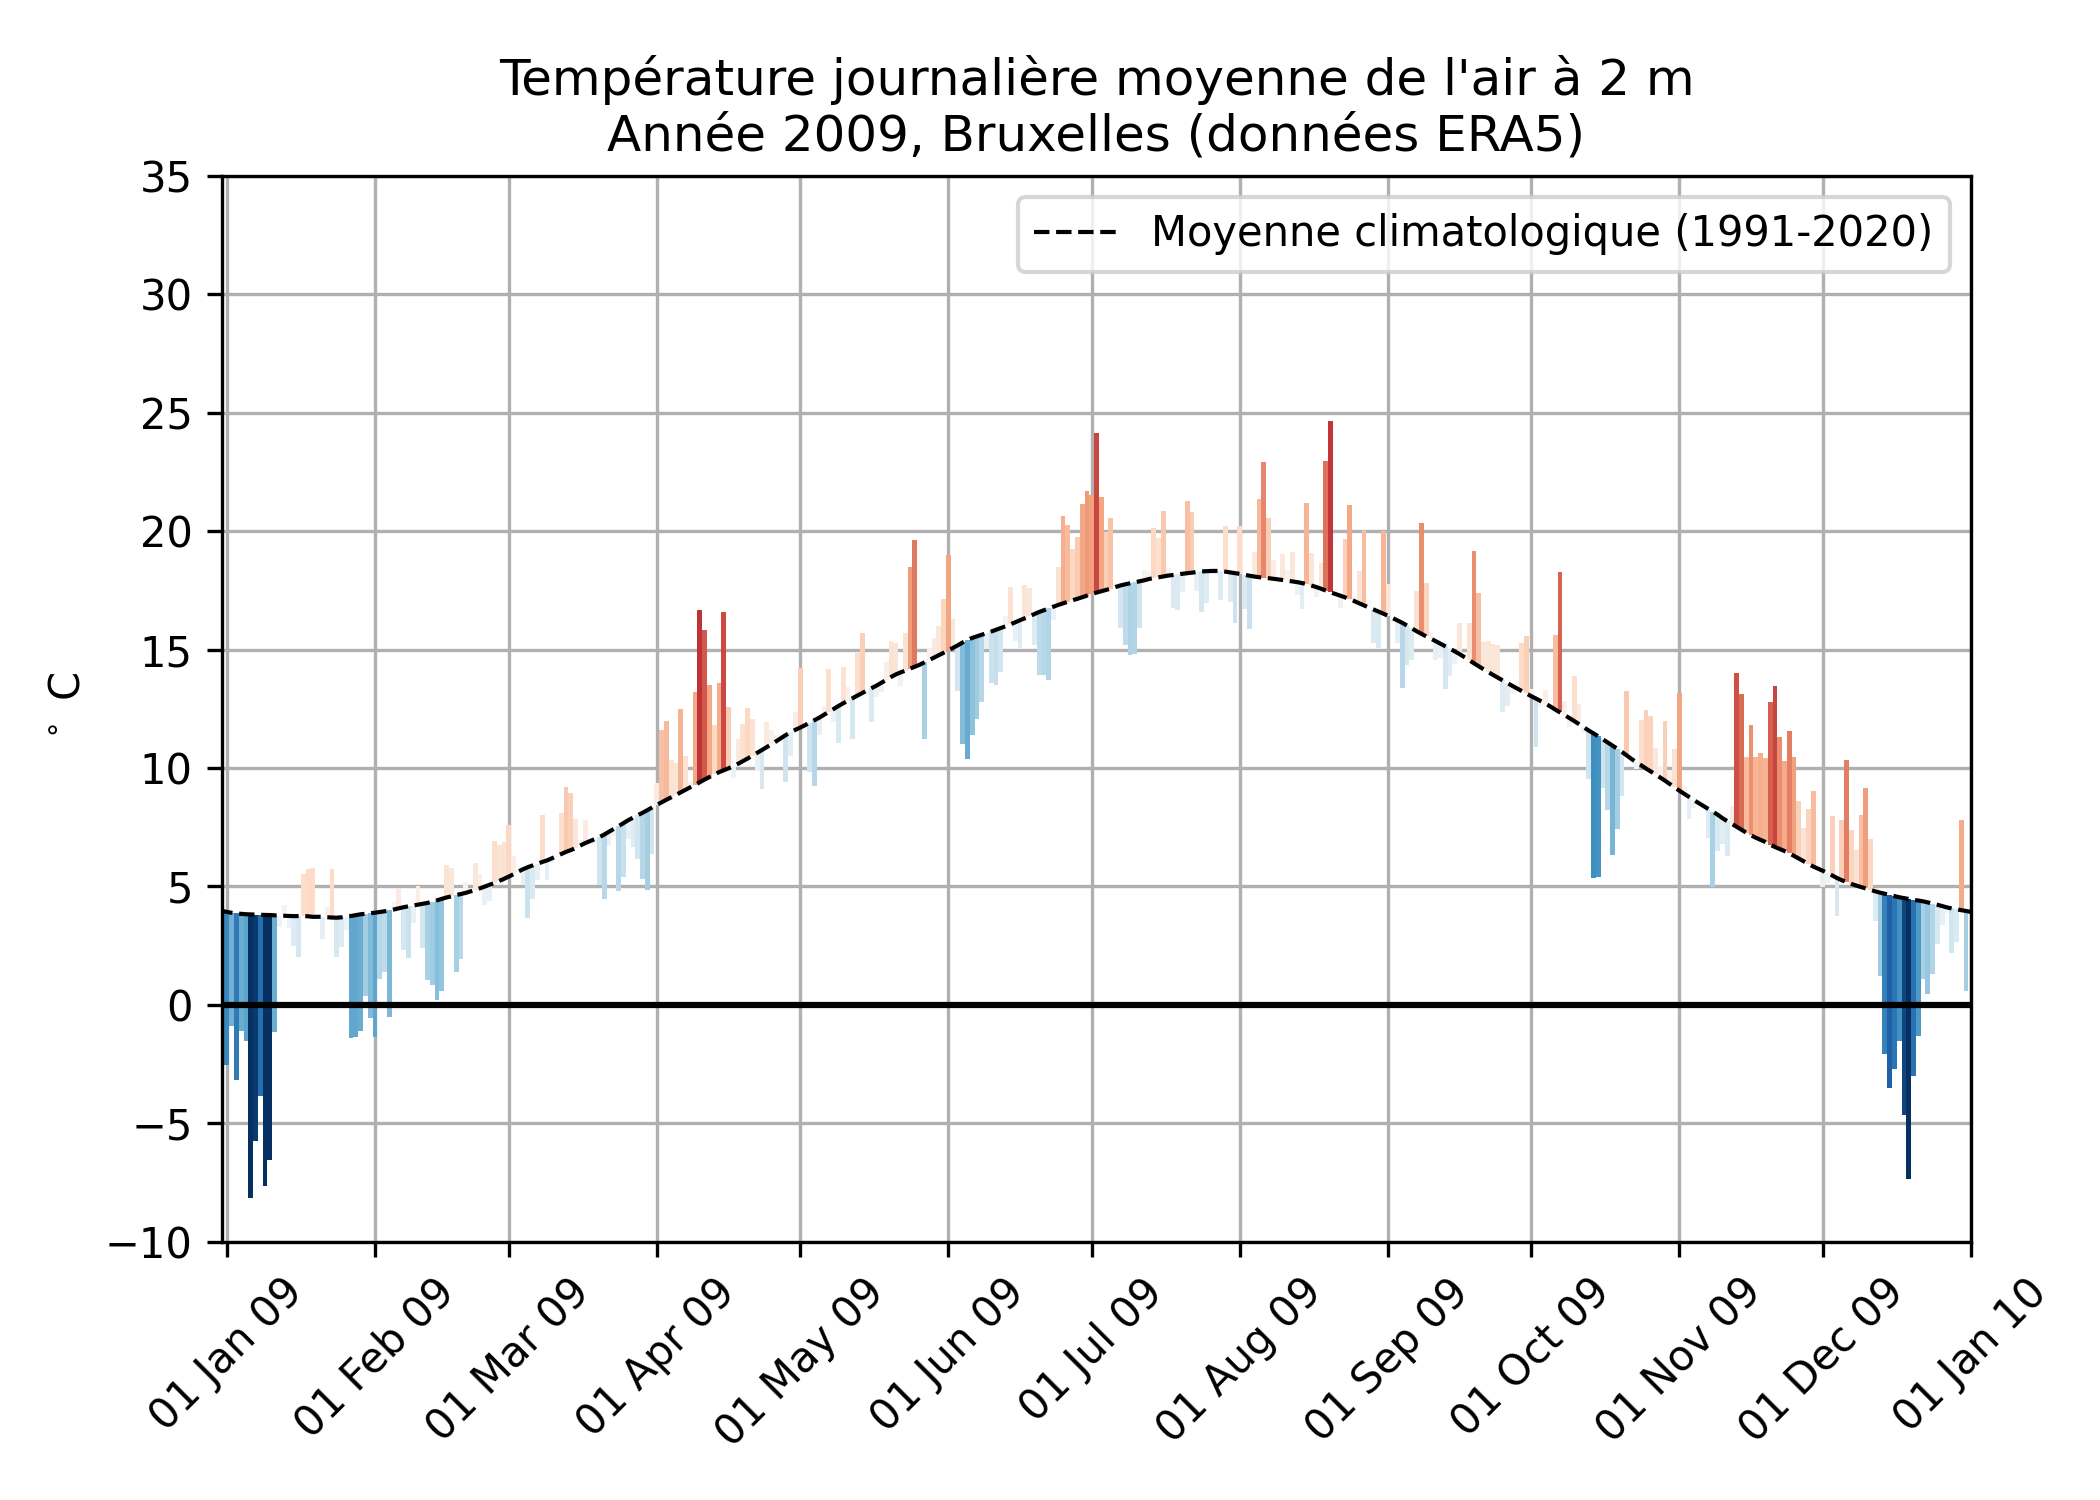 Température journalière moyenne de l'air à 2 m
Année 2009, Bruxelles (données ERA5)
Moyenne climatologique (1991-2020)
35
30
25
20
15
10
5
0
−5
−10
° C
01 Jan 09
01 Feb 09
01 Mar 09
01 Apr 09
01 May 09
01 Jun 09
01 Jul 09
01 Aug 09
01 Sep 09
01 Oct 09
01 Nov 09
01 Dec 09
01 Jan 10